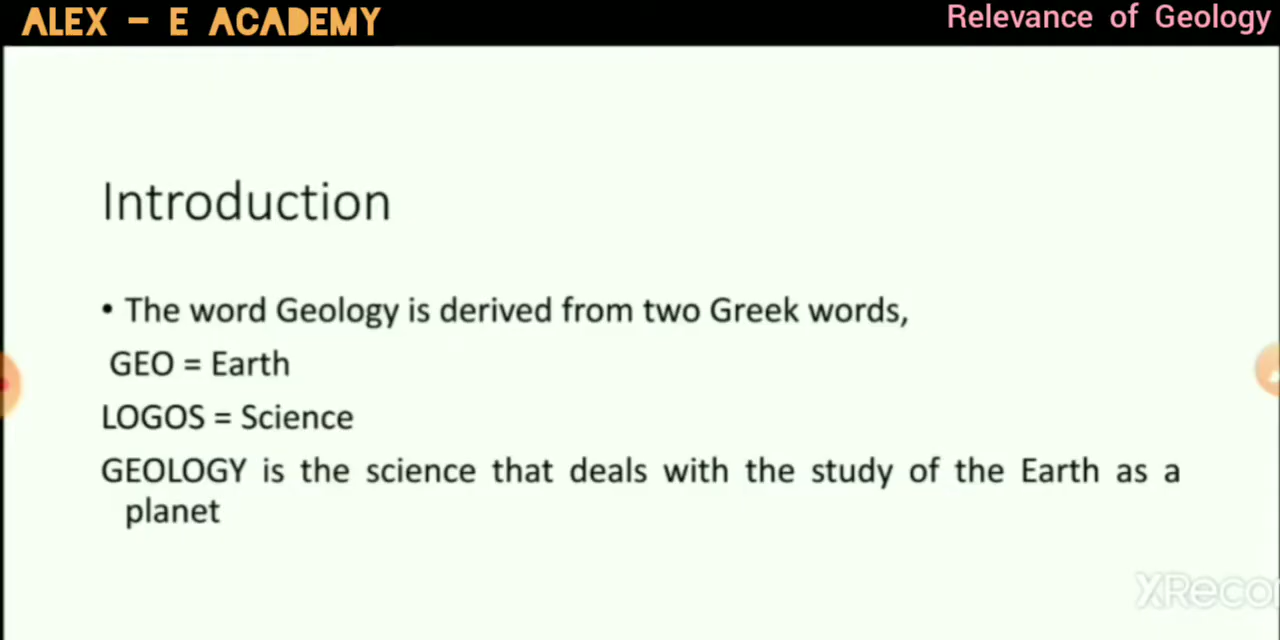 ALEX - E ACADEMY
Relevance of Geology
Introduction
• The word Geology is derived from two Greek words,
GEO = Earth
LOGOS = Science
GEOLOGY is the science that deals with the study of the Earth as a
planet